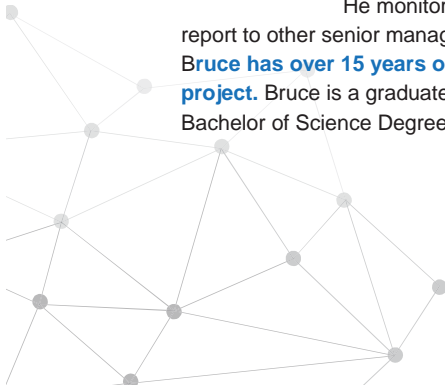 He monitor
report to other senior manag
Bruce has over 15 years o
project. Bruce is a graduate
Bachelor of Science Degree